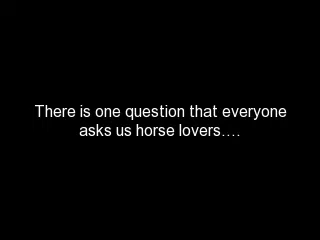 There is one question that everyone
asks us horse lovers….